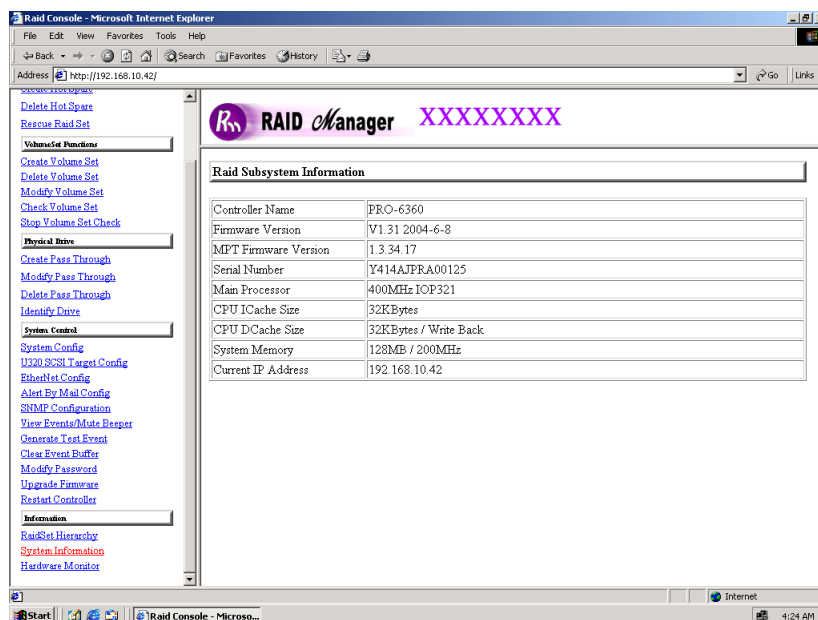 Raid Console - Microsoft Internet Explorer
File Edit View Favorites Tools Help
Back Search Favorites History
Address http://192.168.10.42/ Go Links
Create Hot Spare
Delete Hot Spare
Rescue Raid Set
VolumeSet Functions
Create Volume Set
Delete Volume Set
Modify Volume Set
Check Volume Set
Stop Volume Set Check
Physical Drive
Create Pass Through
Modify Pass Through
Delete Pass Through
Identify Drive
System Control
System Config
U320 SCSI Target Config
EtherNet Config
Alert By Mail Config
SNMP Configuration
View Events/Mute Beeper
Generate Test Event
Clear Event Buffer
Modify Password
Upgrade Firmware
Restart Controller
Information
RaidSet Hierarchy
System Information
Hardware Monitor
Rm RAID Manager XXXXXXXX
Raid Subsystem Information
Controller Name PRO-6360
Firmware Version V1.31 2004-6-8
MPT Firmware Version 1.3.34.17
Serial Number Y414AJPRA00125
Main Processor 400MHz IOP321
CPU ICache Size 32KBytes
CPU DCache Size 32KBytes / Write Back
System Memory 128MB / 200MHz
Current IP Address 192.168.10.42
Internet
Start Raid Console - Microso... 4:24 AM